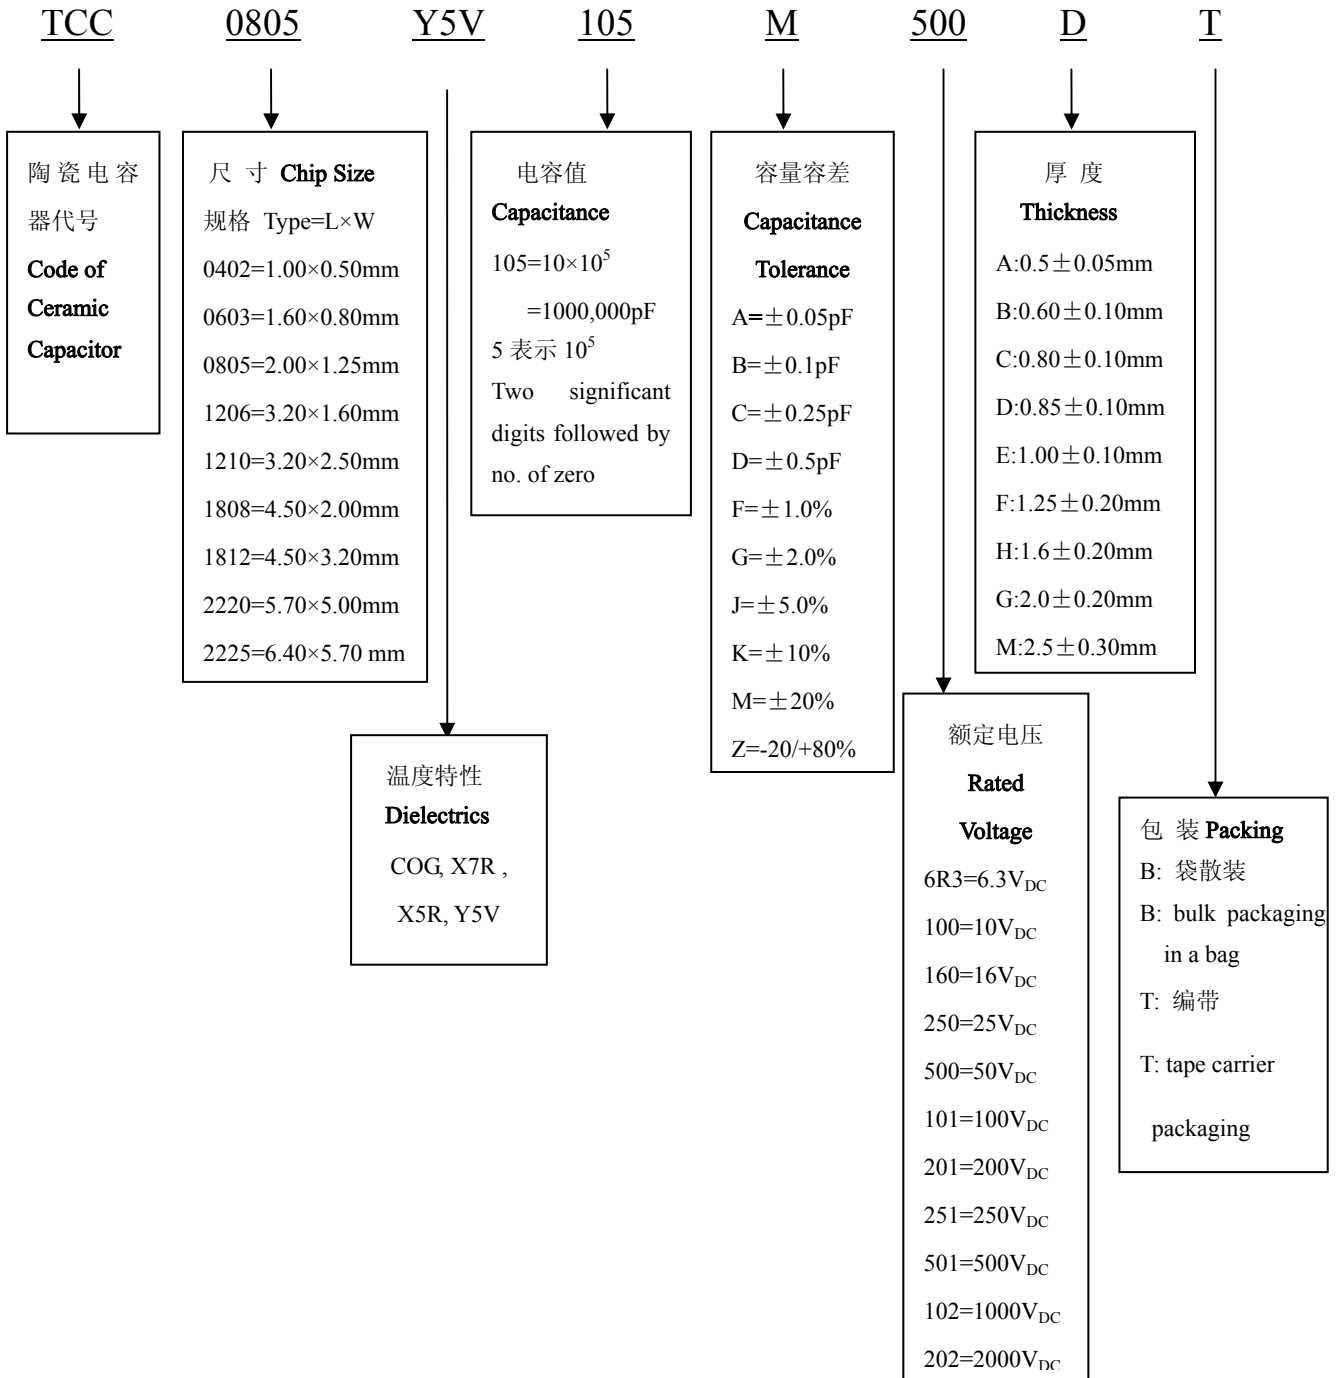 TCC 0805 Y5V 105 M 500 D T
陶瓷电容
器代号
Code of
Ceramic
Capacitor
尺 寸 Chip Size
规格 Type=L×W
0402=1.00×0.50mm
0603=1.60×0.80mm
0805=2.00×1.25mm
1206=3.20×1.60mm
1210=3.20×2.50mm
1808=4.50×2.00mm
1812=4.50×3.20mm
2220=5.70×5.00mm
2225=6.40×5.70 mm
温度特性
Dielectrics
COG, X7R ,
X5R, Y5V
电容值
Capacitance
105=10×10⁵
=1000,000pF
5 表示 10⁵
Two significant
digits followed by
no. of zero
容量容差
Capacitance
Tolerance
A=±0.05pF
B=±0.1pF
C=±0.25pF
D=±0.5pF
F=±1.0%
G=±2.0%
J=±5.0%
K=±10%
M=±20%
Z=-20/+80%
额定电压
Rated
Voltage
6R3=6.3V_DC
100=10V_DC
160=16V_DC
250=25V_DC
500=50V_DC
101=100V_DC
201=200V_DC
251=250V_DC
501=500V_DC
102=1000V_DC
202=2000V_DC
厚 度
Thickness
A:0.5±0.05mm
B:0.60±0.10mm
C:0.80±0.10mm
D:0.85±0.10mm
E:1.00±0.10mm
F:1.25±0.20mm
H:1.6±0.20mm
G:2.0±0.20mm
M:2.5±0.30mm
包 装 Packing
B: 袋散装
B: bulk packaging
in a bag
T: 编带
T: tape carrier
packaging